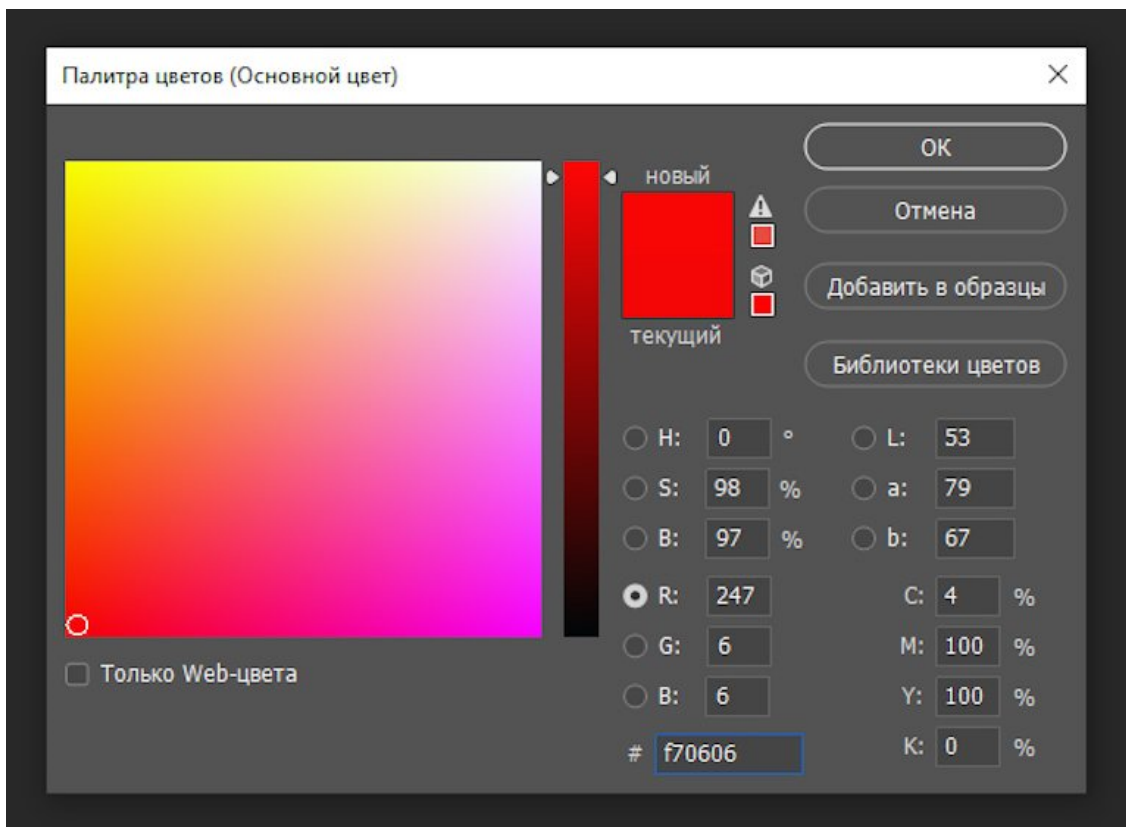 Палитра цветов (Основной цвет)
новый
текущий
ОК
Отмена
Добавить в образцы
Библиотеки цветов
H: 0 °
S: 98 %
B: 97 %
R: 247
G: 6
B: 6
# f70606
L: 53
a: 79
b: 67
C: 4 %
M: 100 %
Y: 100 %
K: 0 %
Только Web-цвета